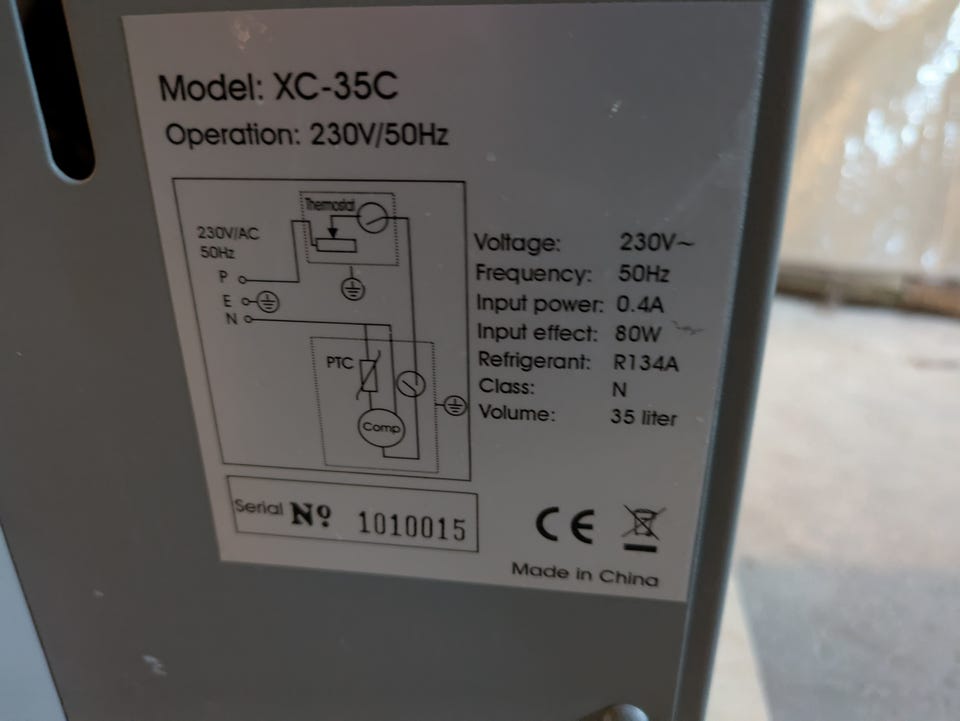 Model: XC-35C
Operation: 230V/50Hz
Thermostat
230V/AC
50Hz
P
E
N
PTC
Comp
Voltage: 230V~
Frequency: 50Hz
Input power: 0.4A
Input effect: 80W
Refrigerant: R134A
Class: N
Volume: 35 liter
Serial Nº 1010015
CE
Made in China